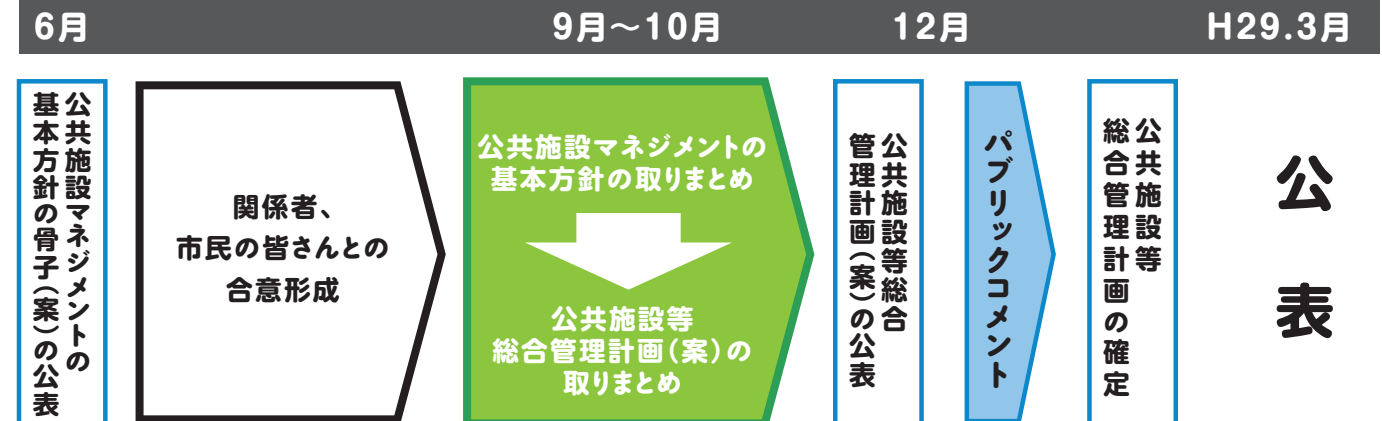 6月
9月～10月
12月
H29.3月
公共施設マネジメントの
基本方針の骨子(案)の公表
関係者、
市民の皆さんとの
合意形成
公共施設マネジメントの
基本方針の取りまとめ
公共施設等
総合管理計画(案)の
取りまとめ
公共施設等総合
管理計画(案)の公表
パブリックコメント
公共施設等
総合管理計画の確定
公表